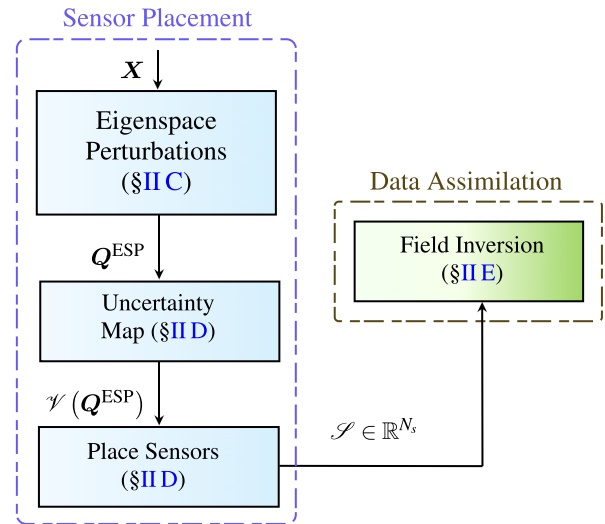 Sensor Placement
X
Eigenspace
Perturbations
(§II C)
Q^ESP
Uncertainty
Map (§II D)
𝒱 (Q^ESP)
Place Sensors
(§II D)
𝒮 ∈ ℝ^{N_s}
Data Assimilation
Field Inversion
(§II E)